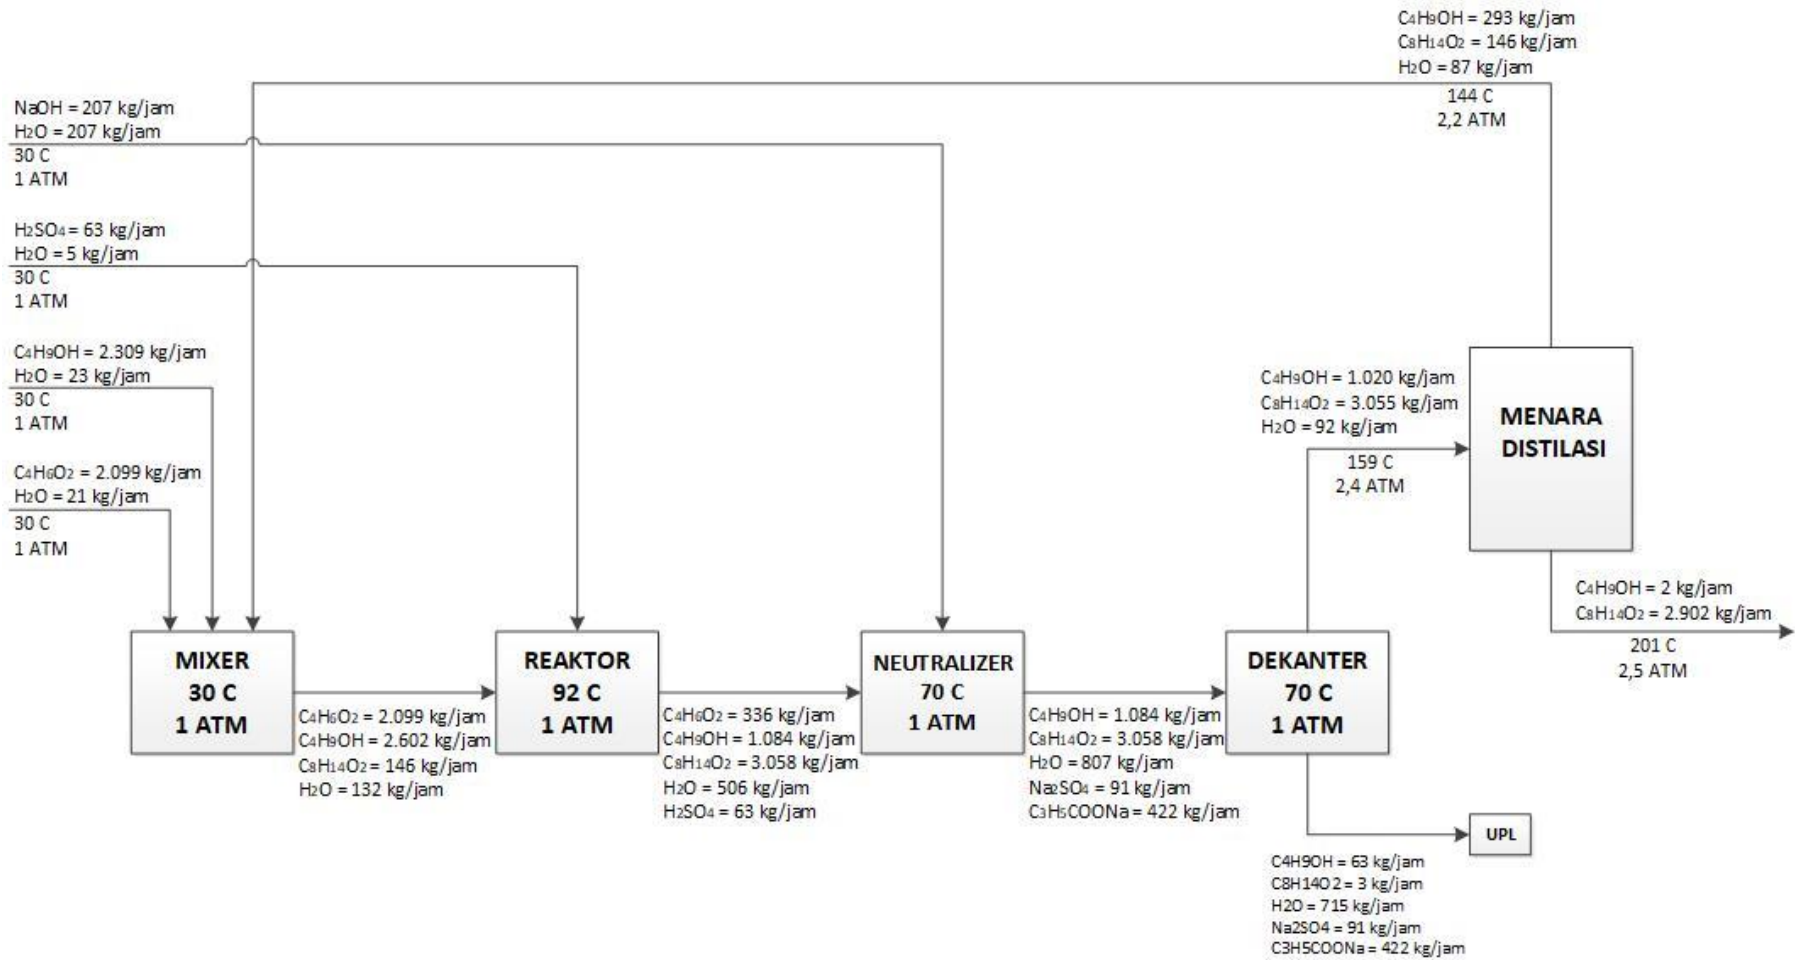 C4H9OH = 293 kg/jam
C8H14O2 = 146 kg/jam
H2O = 87 kg/jam
144 C
2,2 ATM
NaOH = 207 kg/jam
H2O = 207 kg/jam
30 C
1 ATM
H2SO4 = 63 kg/jam
H2O = 5 kg/jam
30 C
1 ATM
C4H9OH = 2.309 kg/jam
H2O = 23 kg/jam
30 C
1 ATM
C4H6O2 = 2.099 kg/jam
H2O = 21 kg/jam
30 C
1 ATM
C4H9OH = 1.020 kg/jam
C8H14O2 = 3.055 kg/jam
H2O = 92 kg/jam
159 C
2,4 ATM
MENARA
DISTILASI
C4H9OH = 2 kg/jam
C8H14O2 = 2.902 kg/jam
201 C
2,5 ATM
MIXER
30 C
1 ATM
C4H6O2 = 2.099 kg/jam
C4H9OH = 2.602 kg/jam
C8H14O2 = 146 kg/jam
H2O = 132 kg/jam
REAKTOR
92 C
1 ATM
C4H6O2 = 336 kg/jam
C4H9OH = 1.084 kg/jam
C8H14O2 = 3.058 kg/jam
H2O = 506 kg/jam
H2SO4 = 63 kg/jam
NEUTRALIZER
70 C
1 ATM
C4H9OH = 1.084 kg/jam
C8H14O2 = 3.058 kg/jam
H2O = 807 kg/jam
Na2SO4 = 91 kg/jam
C3H5COONa = 422 kg/jam
DEKANTER
70 C
1 ATM
UPL
C4H9OH = 63 kg/jam
C8H14O2 = 3 kg/jam
H2O = 715 kg/jam
Na2SO4 = 91 kg/jam
C3H5COONa = 422 kg/jam